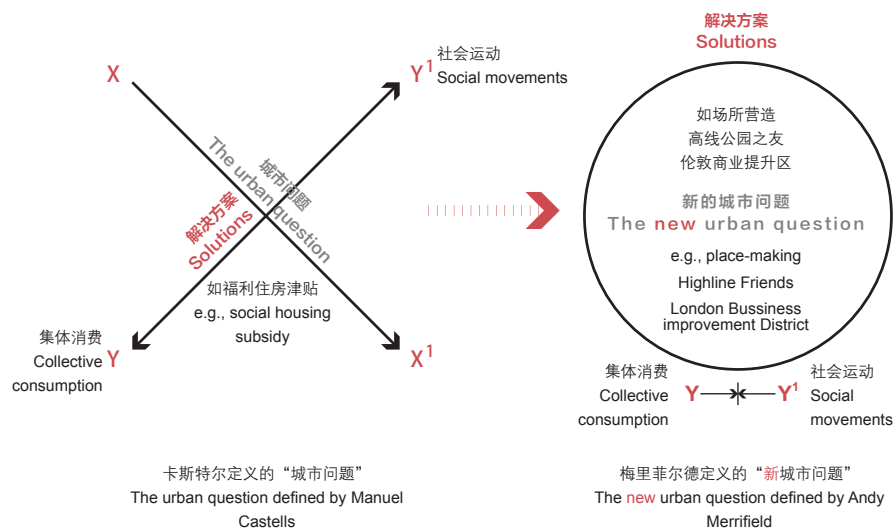 X
社会运动
Y¹
Social movements
城市问题
The urban question
解决方案
Solutions
如福利住房津贴
e.g., social housing
subsidy
集体消费
Collective
consumption
Y
X¹
卡斯特尔定义的“城市问题”
The urban question defined by Manuel
Castells
解决方案
Solutions
如场所营造
高线公园之友
伦敦商业提升区
新的城市问题
The new urban question
e.g., place-making
Highline Friends
London Bussiness
improvement District
集体消费
Collective
consumption
Y
Y¹
社会运动
Social
movements
梅里菲尔德定义的“新城市问题”
The new urban question defined by Andy
Merrifield